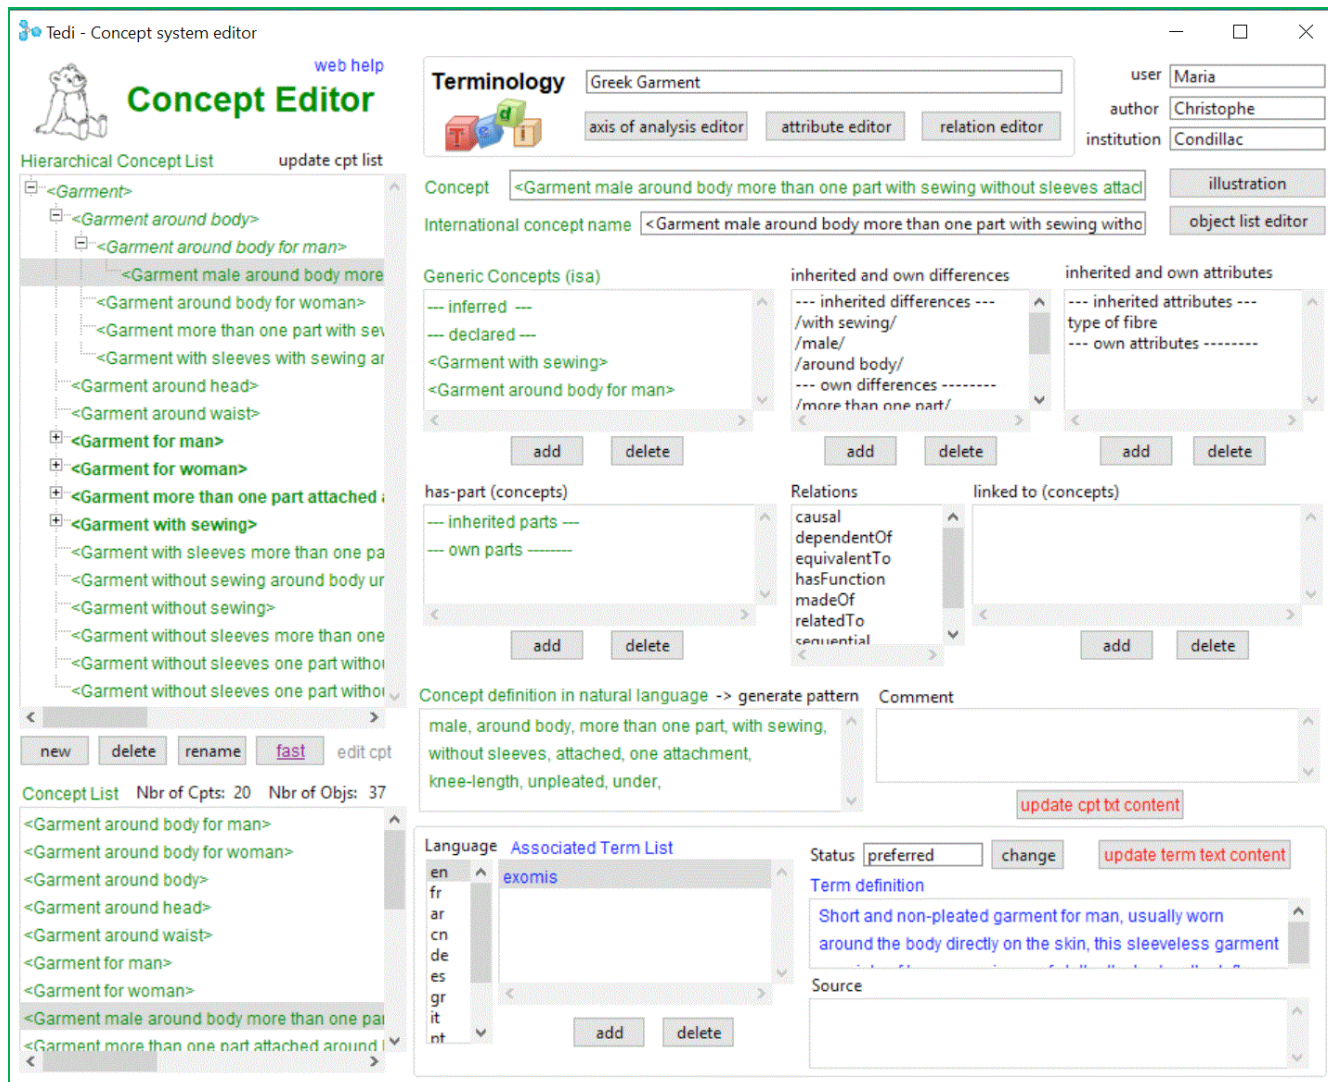 Tedi - Concept system editor
web help
Concept Editor
Hierarchical Concept List
update cpt list
<Garment>
<Garment around body>
<Garment around body for man>
<Garment male around body more
<Garment around body for woman>
<Garment more than one part with sew
<Garment with sleeves with sewing ar
<Garment around head>
<Garment around waist>
<Garment for man>
<Garment for woman>
<Garment more than one part attached a
<Garment with sewing>
<Garment with sleeves more than one pa
<Garment without sewing around body un
<Garment without sewing>
<Garment without sleeves more than one
<Garment without sleeves one part withou
<Garment without sleeves one part withou
new
delete
rename
fast
edit cpt
Concept List
Nbr of Cpts: 20
Nbr of Objs: 37
<Garment around body for man>
<Garment around body for woman>
<Garment around body>
<Garment around head>
<Garment around waist>
<Garment for man>
<Garment for woman>
<Garment male around body more than one par
<Garment more than one part attached around
Terminology
Greek Garment
T e d i
axis of analysis editor
attribute editor
relation editor
user
Maria
author
Christophe
institution
Condillac
Concept
<Garment male around body more than one part with sewing without sleeves attac
illustration
International concept name
<Garment male around body more than one part with sewing witho
object list editor
Generic Concepts (isa)
--- inferred ---
--- declared ---
<Garment with sewing>
<Garment around body for man>
add
delete
inherited and own differences
--- inherited differences ---
/with sewing/
/male/
/around body/
--- own differences --------
/more than one part/
add
delete
inherited and own attributes
--- inherited attributes ---
type of fibre
--- own attributes --------
add
delete
has-part (concepts)
--- inherited parts ---
--- own parts --------
add
delete
Relations
causal
dependentOf
equivalentTo
hasFunction
madeOf
relatedTo
sequential
linked to (concepts)
add
delete
Concept definition in natural language
-> generate pattern
male, around body, more than one part, with sewing,
without sleeves, attached, one attachment,
knee-length, unpleated, under,
Comment
update cpt txt content
Language
en
fr
ar
cn
de
es
gr
it
pt
Associated Term List
exomis
add
delete
Status
preferred
change
update term text content
Term definition
Short and non-pleated garment for man, usually worn
around the body directly on the skin, this sleeveless garment
Source